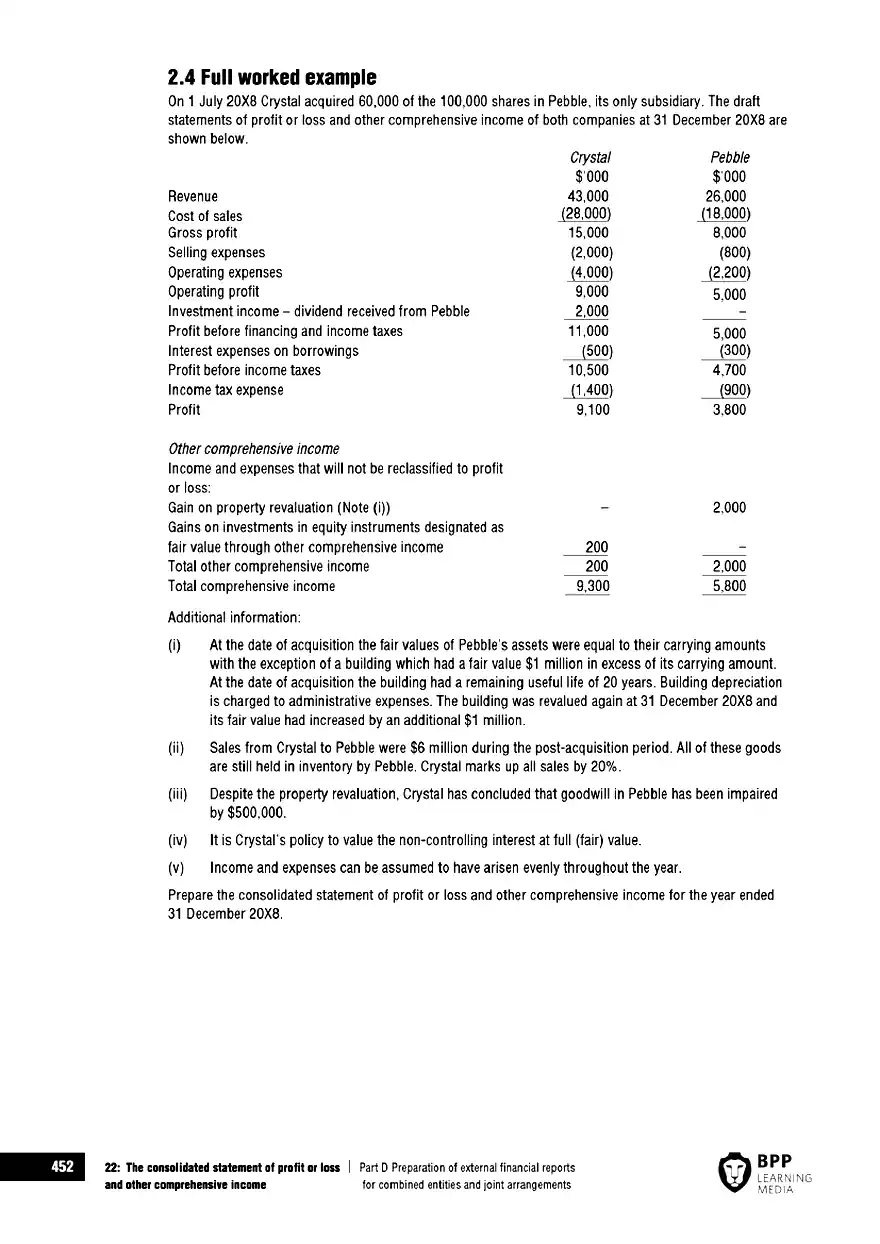 2.4 Full worked example
On 1 July 20X8 Crystal acquired 60,000 of the 100,000 shares in Pebble, its only subsidiary. The draft
statements of profit or loss and other comprehensive income of both companies at 31 December 20X8 are
shown below.
Crystal Pebble
$'000 $'000
Revenue 43,000 26,000
Cost of sales (28,000) (18,000)
Gross profit 15,000 8,000
Selling expenses (2,000) (800)
Operating expenses (4,000) (2,200)
Operating profit 9,000 5,000
Investment income – dividend received from Pebble 2,000 –
Profit before financing and income taxes 11,000 5,000
Interest expenses on borrowings (500) (300)
Profit before income taxes 10,500 4,700
Income tax expense (1,400) (900)
Profit 9,100 3,800
Other comprehensive income
Income and expenses that will not be reclassified to profit
or loss:
Gain on property revaluation (Note (i)) – 2,000
Gains on investments in equity instruments designated as
fair value through other comprehensive income 200 –
Total other comprehensive income 200 2,000
Total comprehensive income 9,300 5,800
Additional information:
(i) At the date of acquisition the fair values of Pebble's assets were equal to their carrying amounts
with the exception of a building which had a fair value $1 million in excess of its carrying amount.
At the date of acquisition the building had a remaining useful life of 20 years. Building depreciation
is charged to administrative expenses. The building was revalued again at 31 December 20X8 and
its fair value had increased by an additional $1 million.
(ii) Sales from Crystal to Pebble were $6 million during the post-acquisition period. All of these goods
are still held in inventory by Pebble. Crystal marks up all sales by 20%.
(iii) Despite the property revaluation, Crystal has concluded that goodwill in Pebble has been impaired
by $500,000.
(iv) It is Crystal's policy to value the non-controlling interest at full (fair) value.
(v) Income and expenses can be assumed to have arisen evenly throughout the year.
Prepare the consolidated statement of profit or loss and other comprehensive income for the year ended
31 December 20X8.
452 22: The consolidated statement of profit or loss | Part D Preparation of external financial reports
and other comprehensive income for combined entities and joint arrangements
BPP
LEARNING
MEDIA